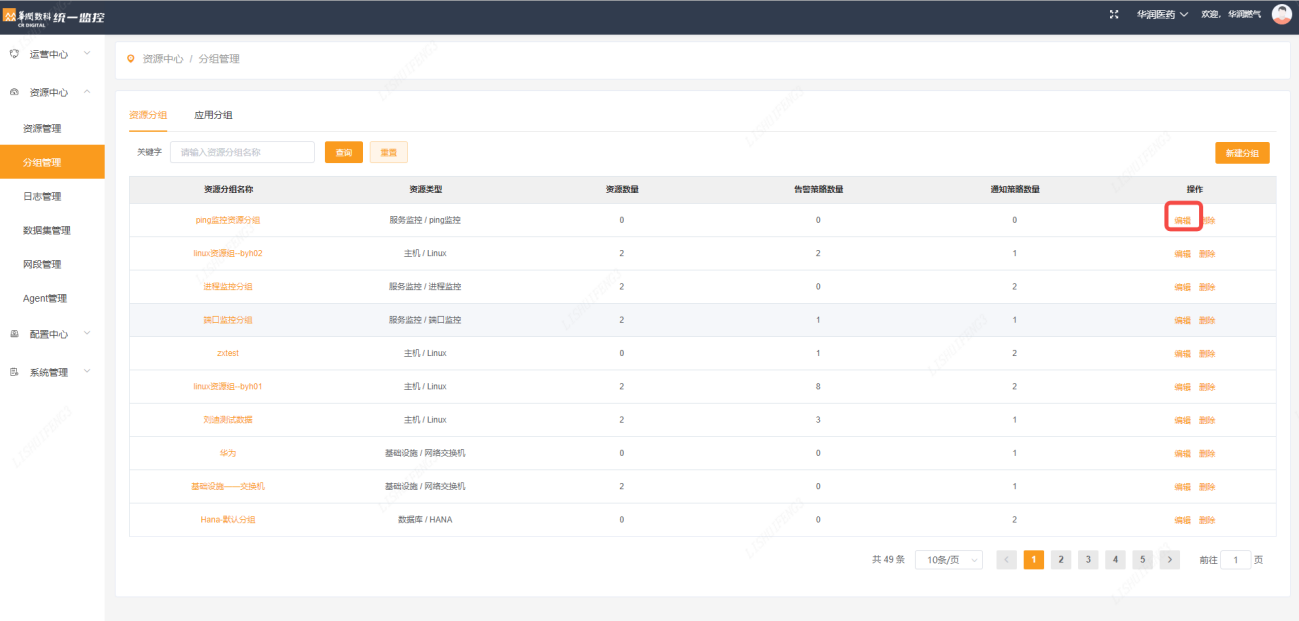 華潤数科 统一监控
CR DIGITAL
华润医药 欢迎, 华润燃气
运营中心
资源中心
资源管理
分组管理
日志管理
数据集管理
网段管理
Agent管理
配置中心
系统管理
资源中心 / 分组管理
资源分组 应用分组
关键字 请输入资源分组名称 查询 重置 新建分组
资源分组名称 资源类型 资源数量 告警策略数量 通知策略数量 操作
ping监控资源分组 服务监控 / ping监控 0 0 0 编辑 删除
linux资源组--byh02 主机 / Linux 2 2 1 编辑 删除
进程监控分组 服务监控 / 进程监控 2 0 2 编辑 删除
端口监控分组 服务监控 / 端口监控 2 1 1 编辑 删除
zxtest 主机 / Linux 0 1 2 编辑 删除
linux资源组--byh01 主机 / Linux 2 8 2 编辑 删除
刘迪测试数据 主机 / Linux 2 3 1 编辑 删除
华为 基础设施 / 网络交换机 0 0 1 编辑 删除
基础设施——交换机 基础设施 / 网络交换机 2 0 1 编辑 删除
Hana-默认分组 数据库 / HANA 0 0 2 编辑 删除
共 49 条 10条/页 < 1 2 3 4 5 > 前往 1 页